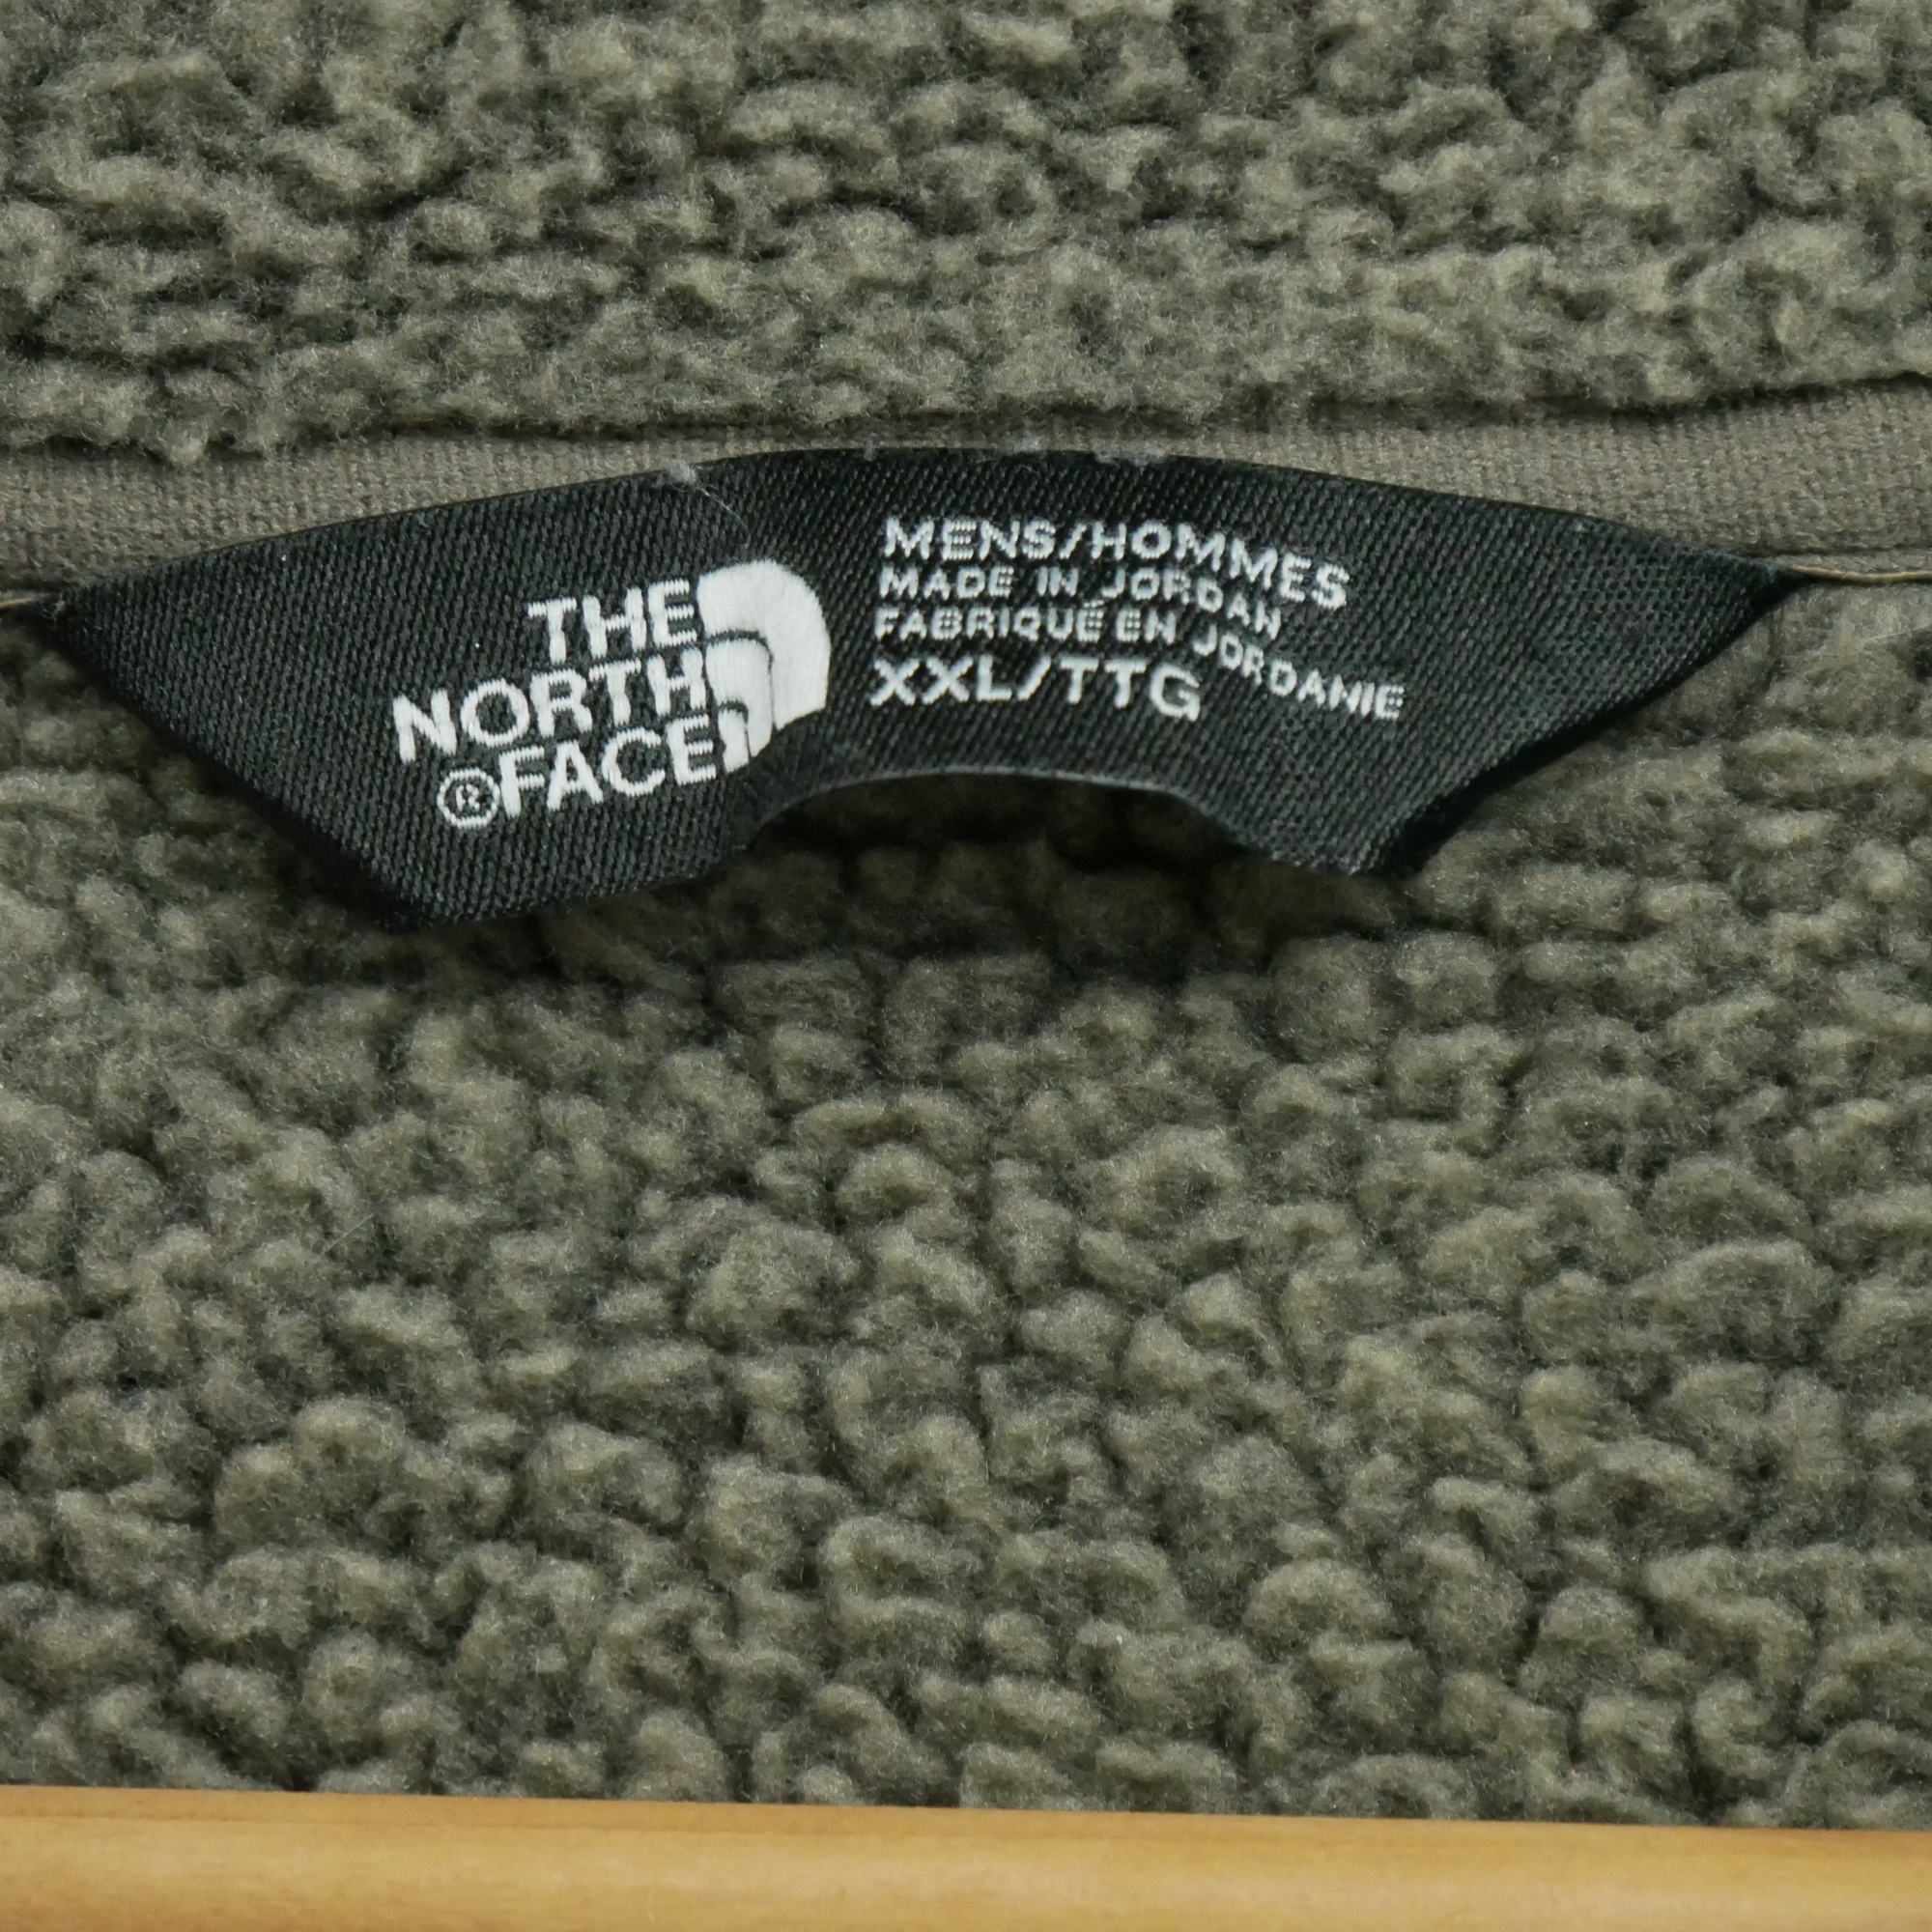 THE
NORTH
®FACE
MENS/HOMMES
MADE IN JORDAN
FABRIQUÉ EN JORDANIE
XXL/TTG